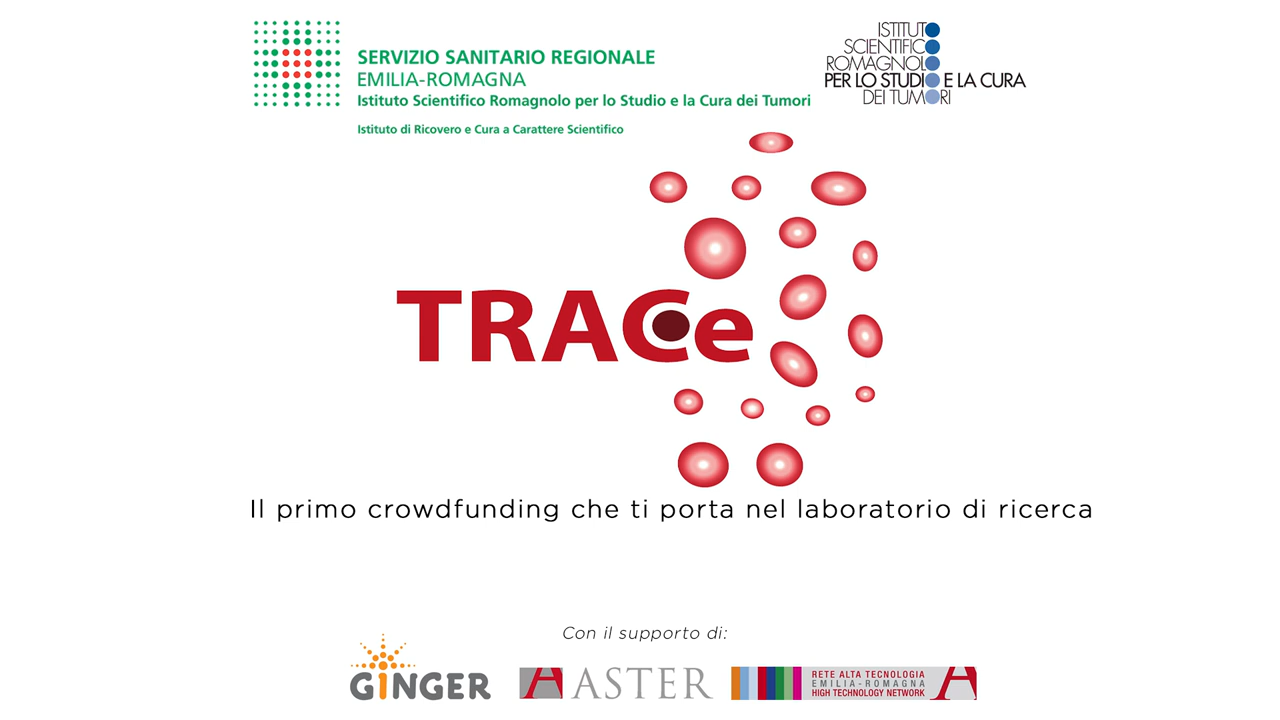 SERVIZIO SANITARIO REGIONALE
EMILIA-ROMAGNA
Istituto Scientifico Romagnolo per lo Studio e la Cura dei Tumori
Istituto di Ricovero e Cura a Carattere Scientifico
ISTITUTO
SCIENTIFICO
ROMAGNOLO
PER LO STUDIO E LA CURA
DEI TUMORI
TRACe
Il primo crowdfunding che ti porta nel laboratorio di ricerca
Con il supporto di:
GINGER
ASTER
RETE ALTA TECNOLOGIA
EMILIA-ROMAGNA
HIGH TECHNOLOGY NETWORK